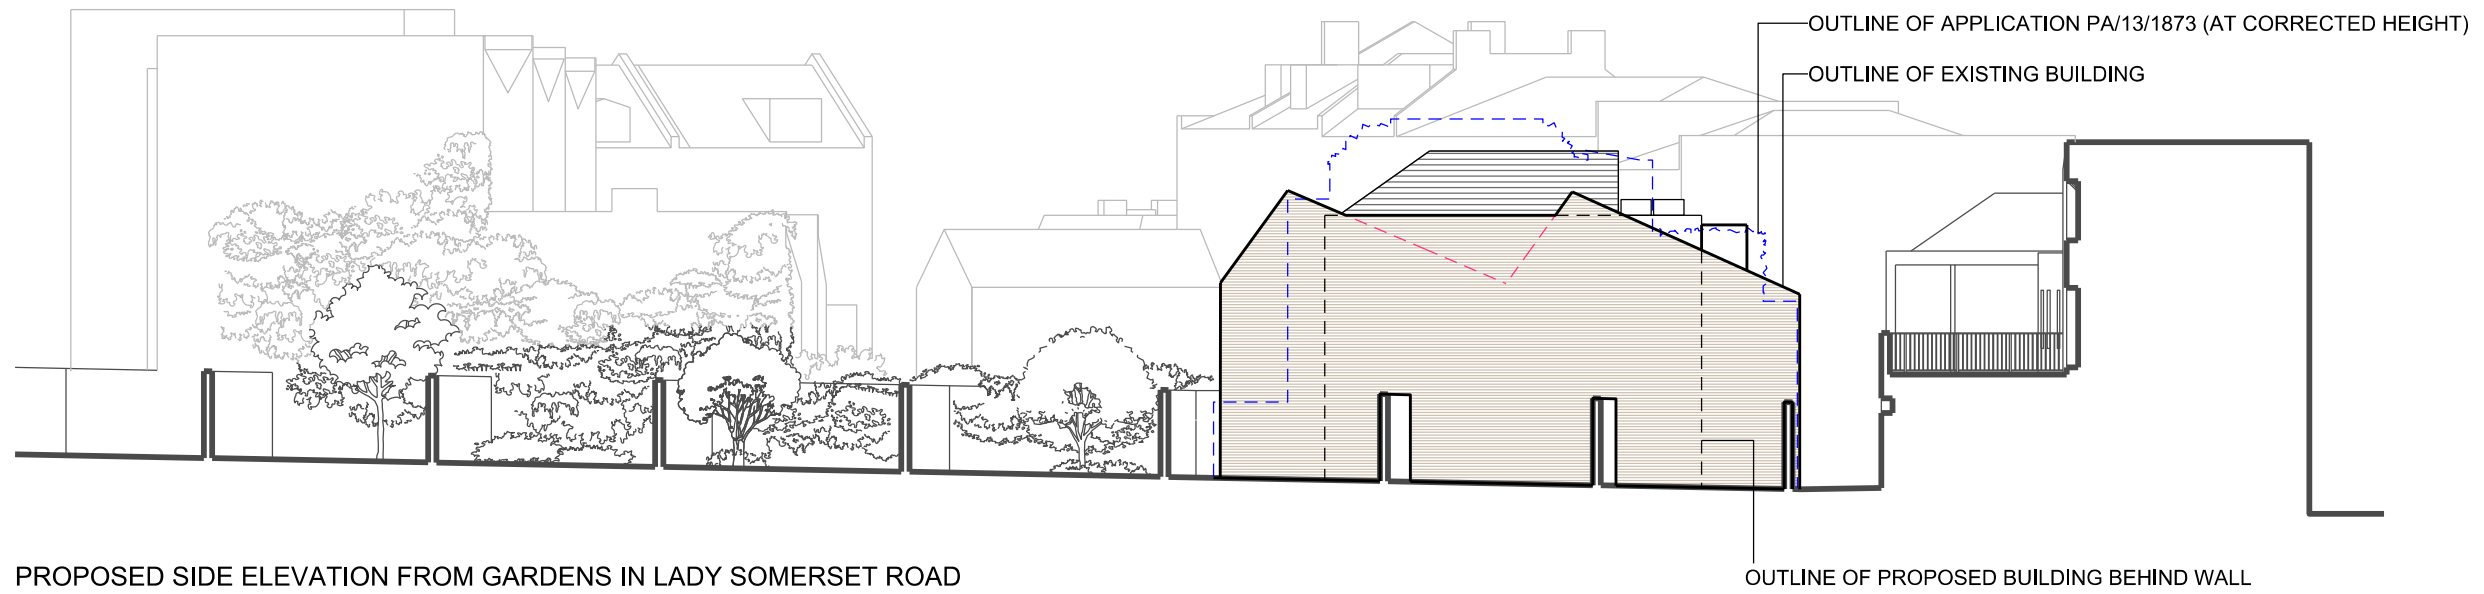 OUTLINE OF APPLICATION PA/13/1873 (AT CORRECTED HEIGHT)
OUTLINE OF EXISTING BUILDING
PROPOSED SIDE ELEVATION FROM GARDENS IN LADY SOMERSET ROAD
OUTLINE OF PROPOSED BUILDING BEHIND WALL